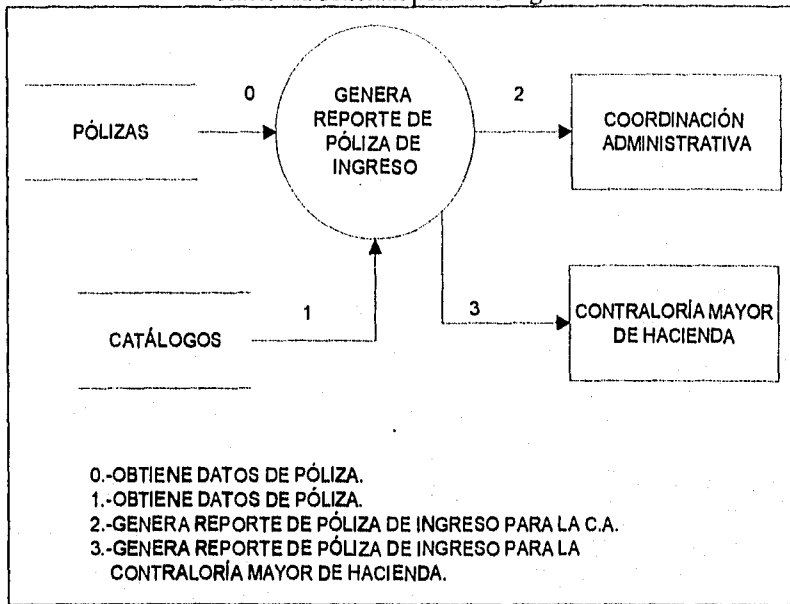 0
GENERA
REPORTE DE
PÓLIZA DE
INGRESO
2
PÓLIZAS
COORDINACIÓN
ADMINISTRATIVA
1
CATÁLOGOS
3
CONTRALORÍA MAYOR
DE HACIENDA
0.-OBTIENE DATOS DE PÓLIZA.
1.-OBTIENE DATOS DE PÓLIZA.
2.-GENERA REPORTE DE PÓLIZA DE INGRESO PARA LA C.A.
3.-GENERA REPORTE DE PÓLIZA DE INGRESO PARA LA
CONTRALORÍA MAYOR DE HACIENDA.